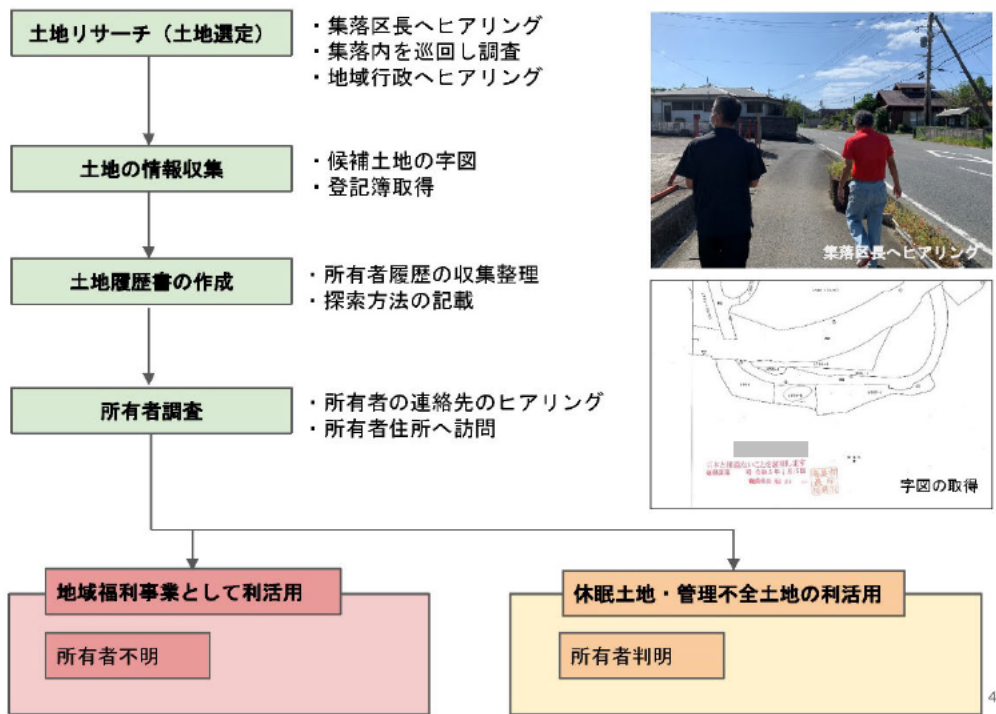 土地リサーチ（土地選定）
・集落区長へヒアリング
・集落内を巡回し調査
・地域行政へヒアリング
土地の情報収集
・候補土地の字図
・登記簿取得
土地履歴書の作成
・所有者履歴の収集整理
・探索方法の記載
所有者調査
・所有者の連絡先のヒアリング
・所有者住所へ訪問
集落区長へヒアリング
字図の取得
地域福利事業として利活用
所有者不明
休眠土地・管理不全土地の利活用
所有者判明
4